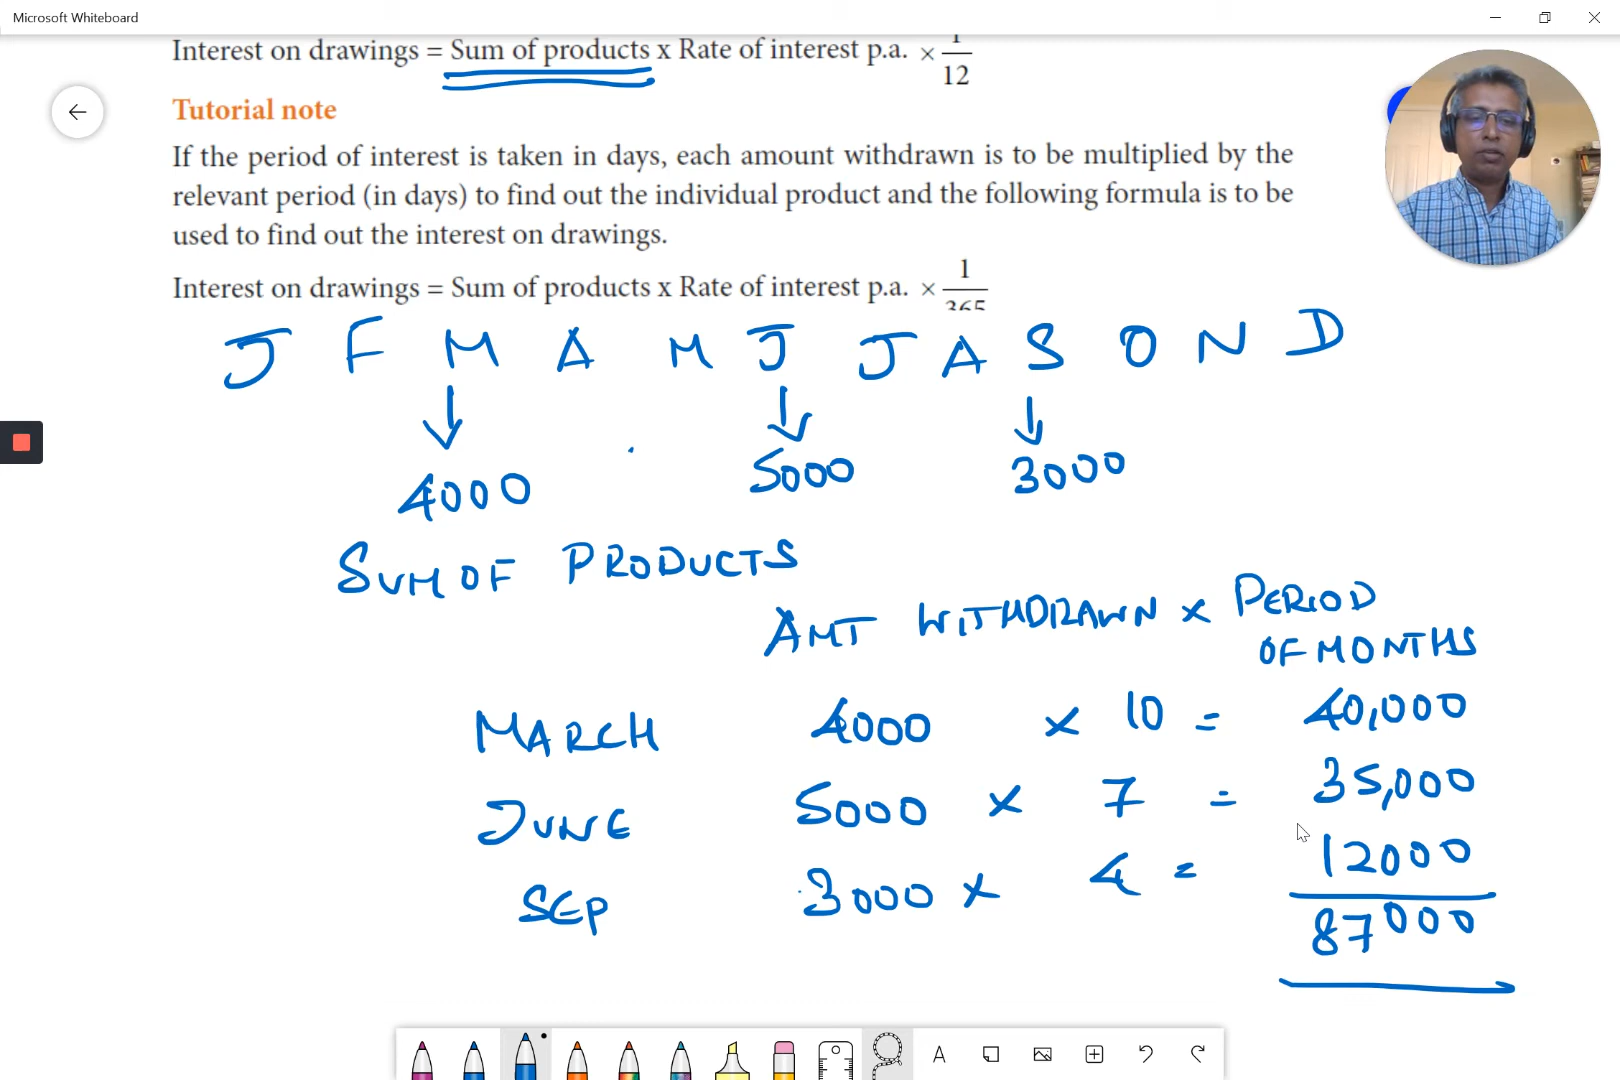 Microsoft Whiteboard
Interest on drawings = Sum of products x Rate of interest p.a. × 1/12
Tutorial note
If the period of interest is taken in days, each amount withdrawn is to be multiplied by the
relevant period (in days) to find out the individual product and the following formula is to be
used to find out the interest on drawings.
Interest on drawings = Sum of products x Rate of interest p.a. × 1/365
J F M A M J J A S O N D
4000 5000 3000
SUM OF PRODUCTS
AMT WITHDRAWN × PERIOD
OF MONTHS
MARCH 4000 × 10 = 40,000
JUNE 5000 × 7 = 35,000
SEP 3000 × 4 = 12000
87000
A